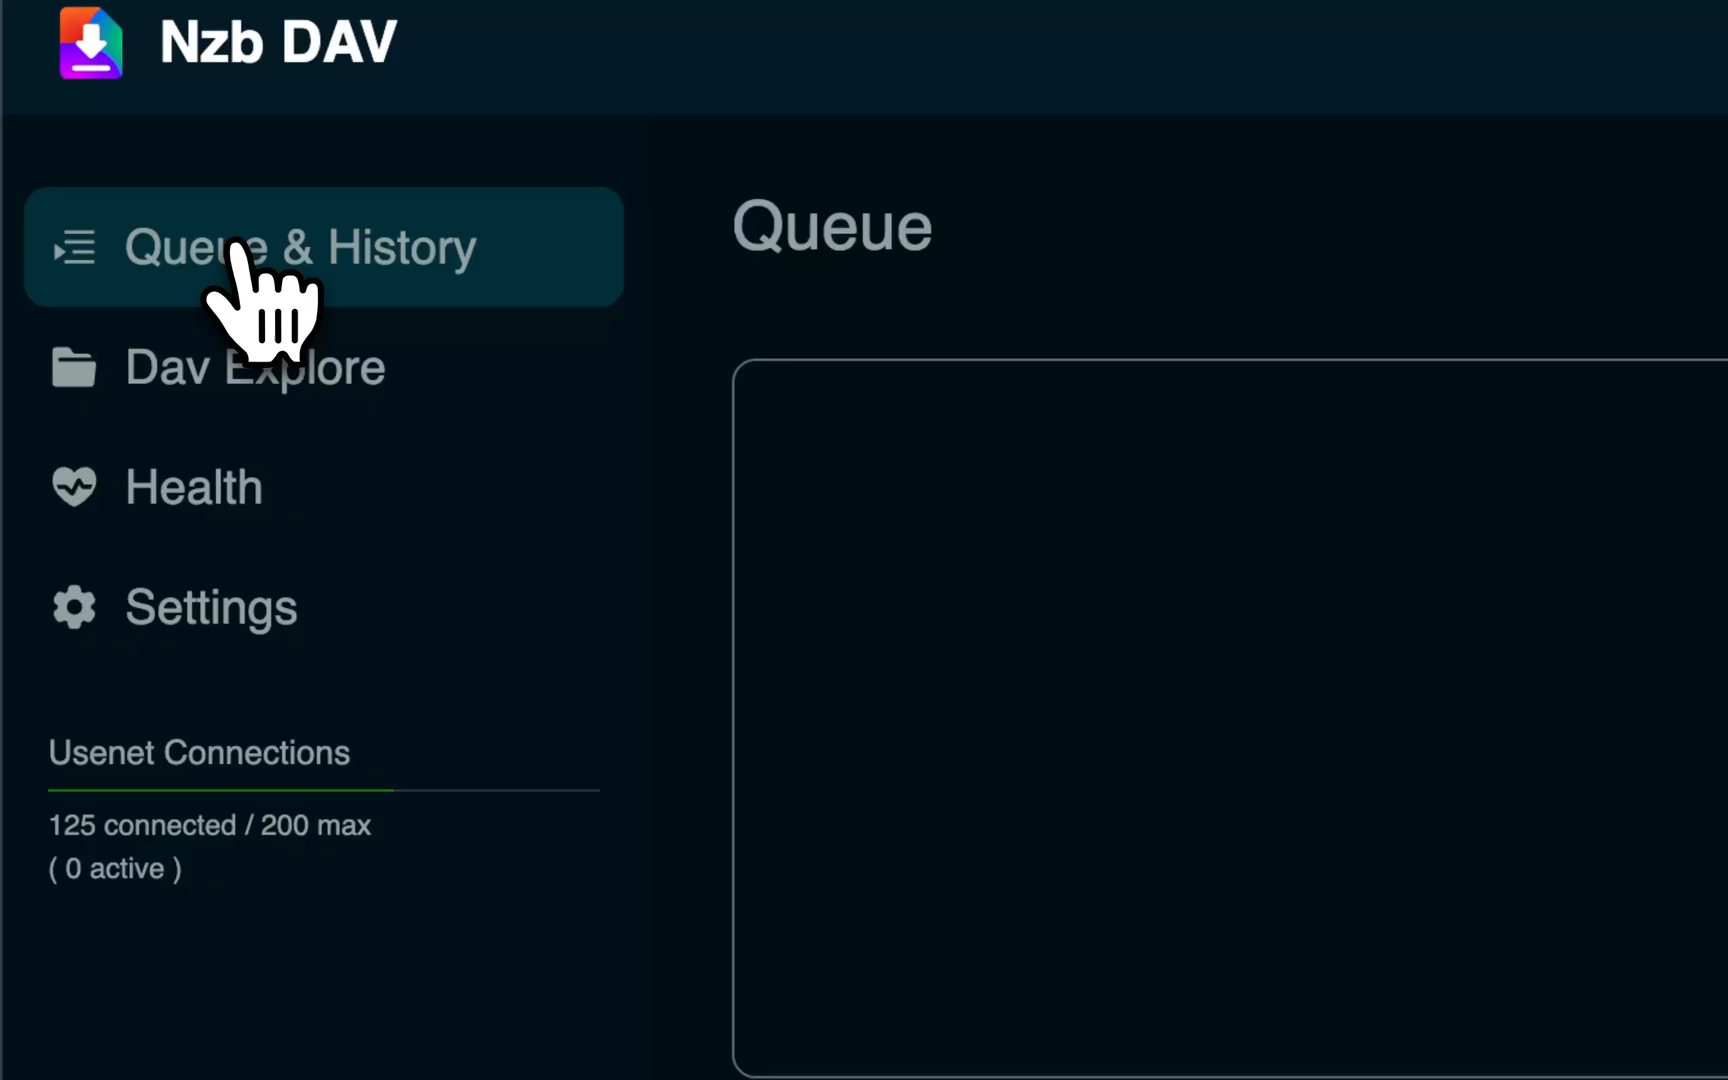 Nzb DAV
Queue & History
Dav Explore
Health
Settings
Usenet Connections
125 connected / 200 max
( 0 active )
Queue